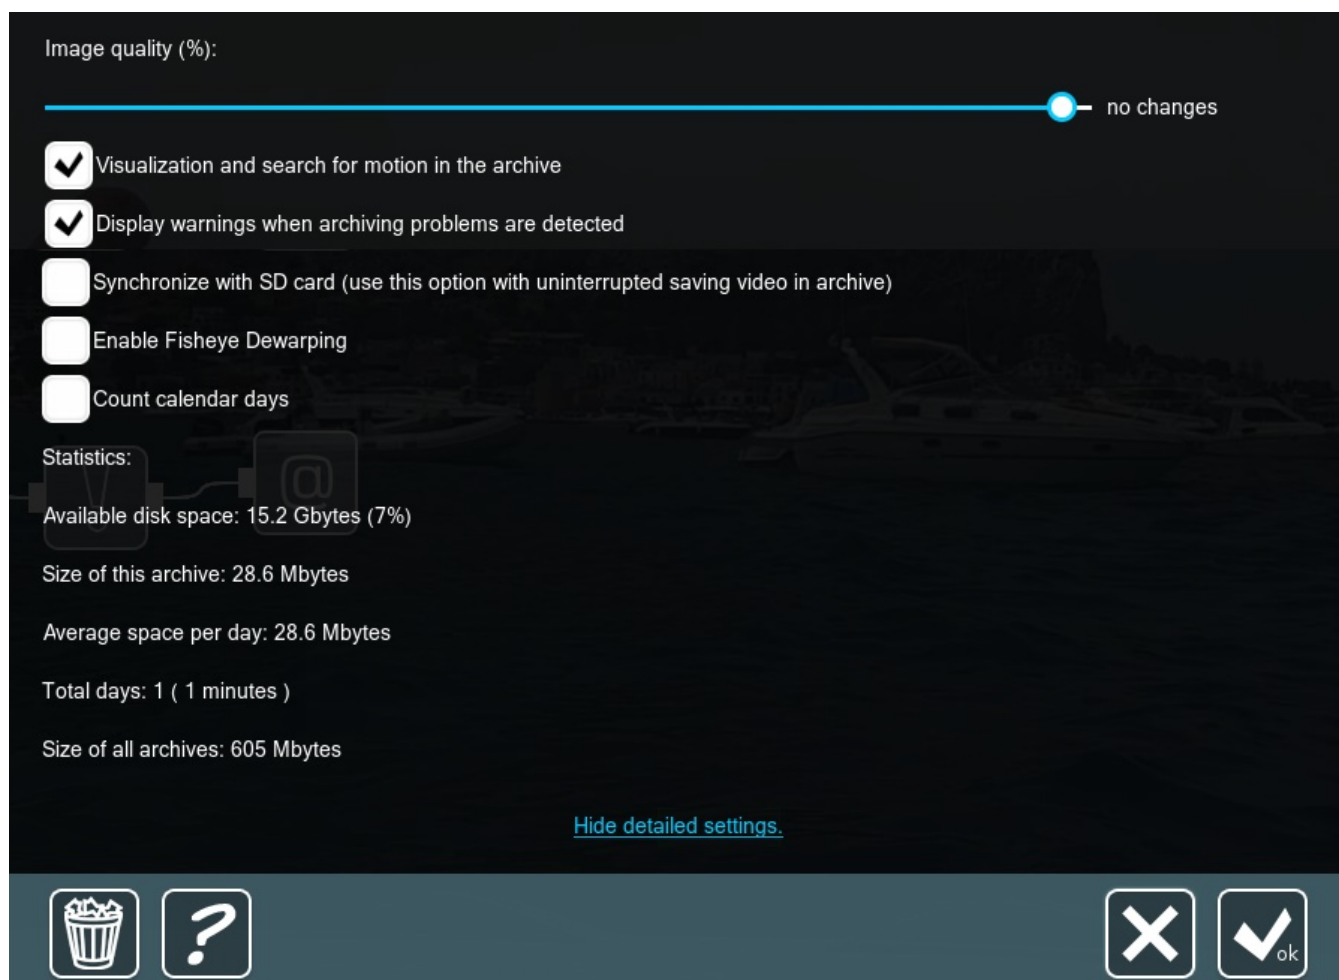 Image quality (%):
no changes
Visualization and search for motion in the archive
Display warnings when archiving problems are detected
Synchronize with SD card (use this option with uninterrupted saving video in archive)
Enable Fisheye Dewarping
Count calendar days
Statistics:
@
Available disk space: 15.2 Gbytes (7%)
Size of this archive: 28.6 Mbytes
Average space per day: 28.6 Mbytes
Total days: 1 ( 1 minutes )
Size of all archives: 605 Mbytes
Hide detailed settings.
?
ok